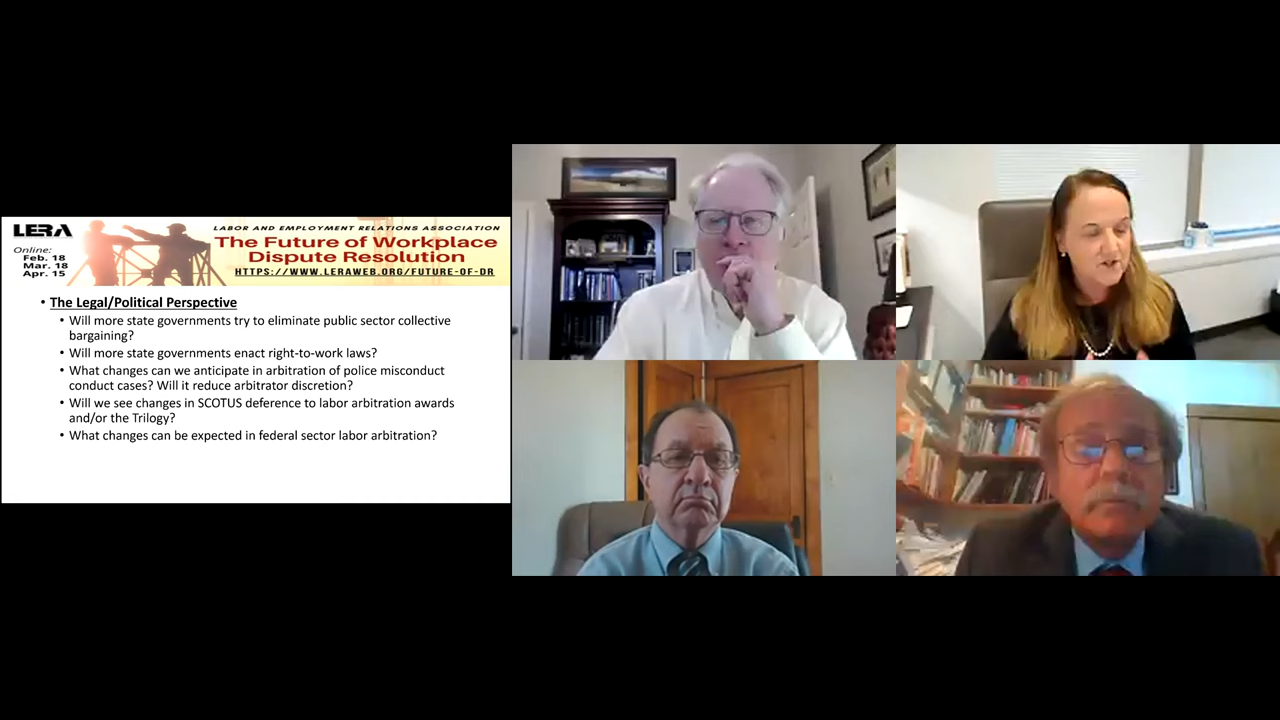 LERA
Online:
Feb. 18
Mar. 18
Apr. 15
LABOR AND EMPLOYMENT RELATIONS ASSOCIATION
The Future of Workplace
Dispute Resolution
HTTPS://WWW.LERAWEB.ORG/FUTURE-OF-DR
• The Legal/Political Perspective
• Will more state governments try to eliminate public sector collective
bargaining?
• Will more state governments enact right-to-work laws?
• What changes can we anticipate in arbitration of police misconduct
conduct cases? Will it reduce arbitrator discretion?
• Will we see changes in SCOTUS deference to labor arbitration awards
and/or the Trilogy?
• What changes can be expected in federal sector labor arbitration?